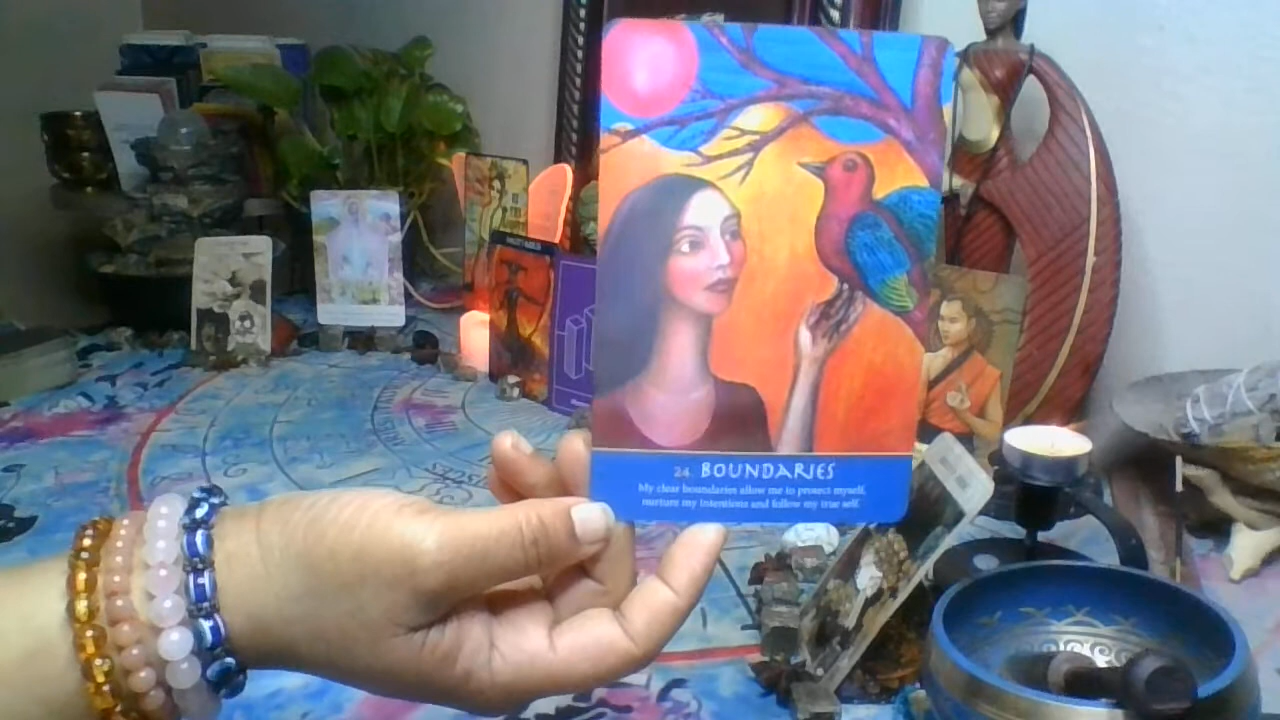 24 BOUNDARIES
My clear boundaries allow me to protect myself,
nurture my intentions and follow my true self.